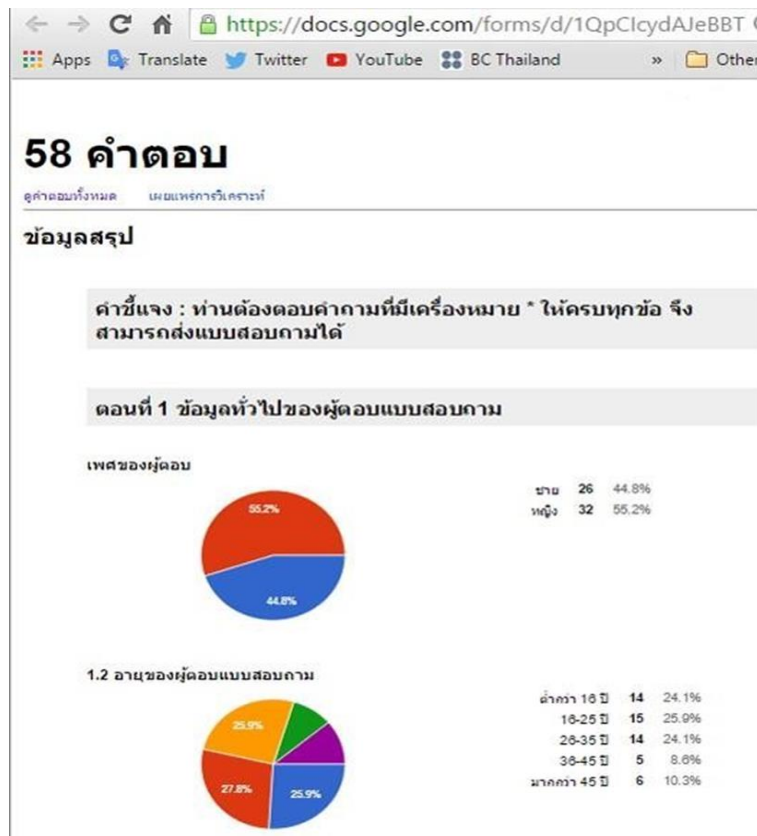 https://docs.google.com/forms/d/1QpCIcydAJeBBT
Apps Translate Twitter YouTube BC Thailand » Other
58 คำตอบ
ดูคำตอบทั้งหมด เผยแพร่การวิเคราะห์
ข้อมูลสรุป
คำชี้แจง : ท่านต้องตอบคำถามที่มีเครื่องหมาย * ให้ครบทุกข้อ จึง
สามารถส่งแบบสอบถามได้
ตอนที่ 1 ข้อมูลทั่วไปของผู้ตอบแบบสอบถาม
เพศของผู้ตอบ
55.2%
44.8%
ชาย 26 44.8%
หญิง 32 55.2%
1.2 อายุของผู้ตอบแบบสอบถาม
25.9%
27.8%
25.9%
ต่ำกว่า 16 ปี 14 24.1%
16-25 ปี 15 25.9%
26-35 ปี 14 24.1%
36-45 ปี 5 8.6%
มากกว่า 45 ปี 6 10.3%